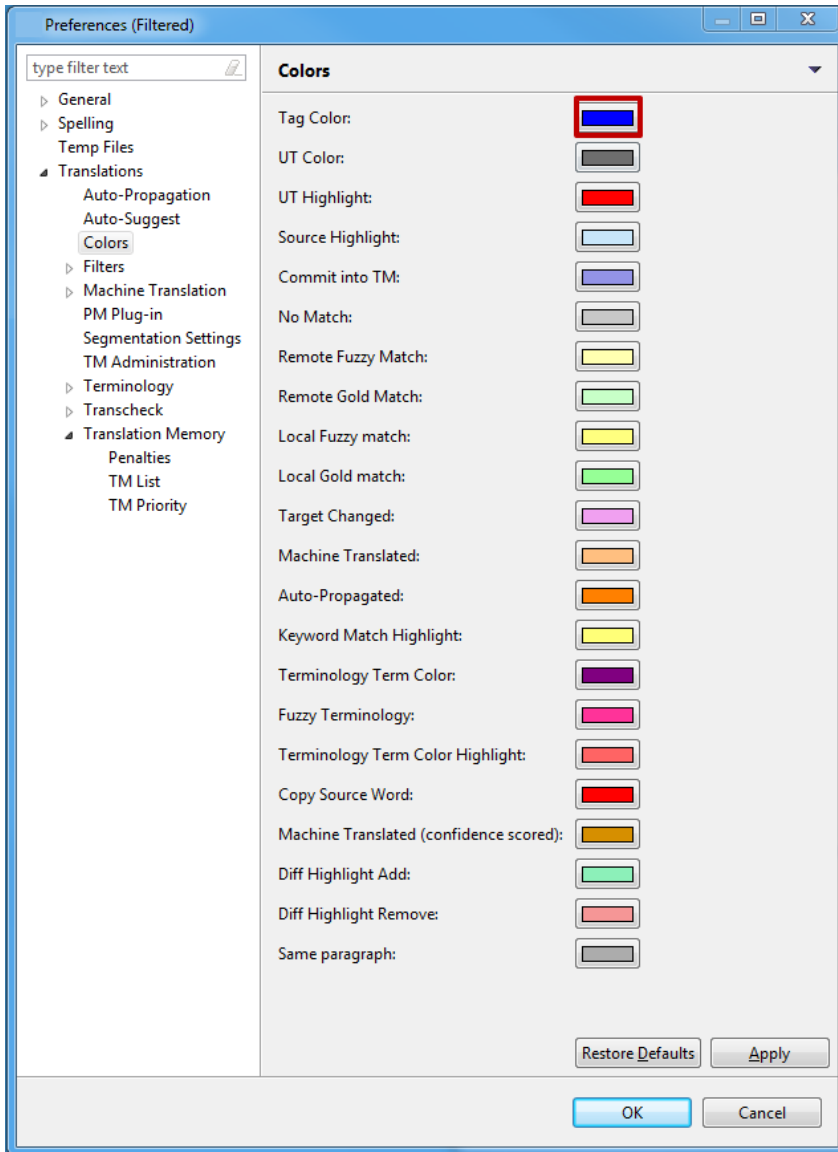 Preferences (Filtered)
type filter text
General
Spelling
Temp Files
Translations
Auto-Propagation
Auto-Suggest
Colors
Filters
Machine Translation
PM Plug-in
Segmentation Settings
TM Administration
Terminology
Transcheck
Translation Memory
Penalties
TM List
TM Priority
Colors
Tag Color:
UT Color:
UT Highlight:
Source Highlight:
Commit into TM:
No Match:
Remote Fuzzy Match:
Remote Gold Match:
Local Fuzzy match:
Local Gold match:
Target Changed:
Machine Translated:
Auto-Propagated:
Keyword Match Highlight:
Terminology Term Color:
Fuzzy Terminology:
Terminology Term Color Highlight:
Copy Source Word:
Machine Translated (confidence scored):
Diff Highlight Add:
Diff Highlight Remove:
Same paragraph:
Restore Defaults Apply
OK Cancel